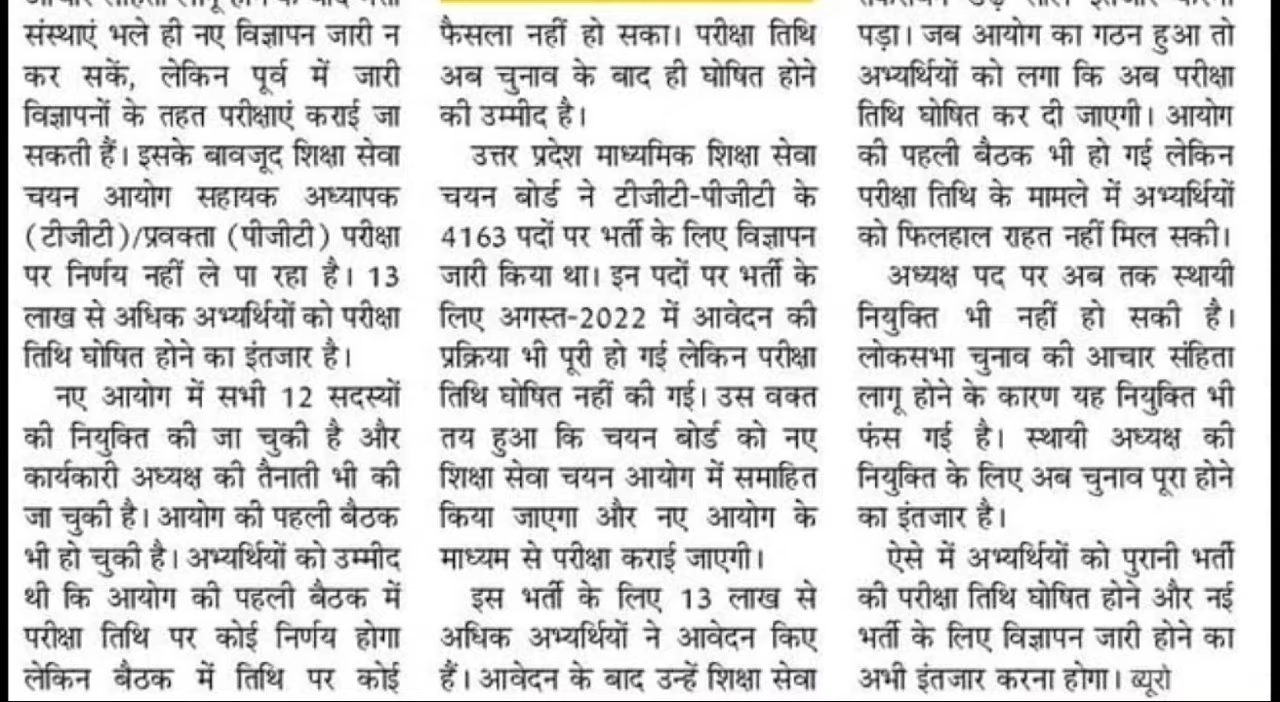 संस्थाएं भले ही नए विज्ञापन जारी न
कर सकें, लेकिन पूर्व में जारी
विज्ञापनों के तहत परीक्षाएं कराई जा
सकती हैं। इसके बावजूद शिक्षा सेवा
चयन आयोग सहायक अध्यापक
(टीजीटी)/प्रवक्ता (पीजीटी) परीक्षा
पर निर्णय नहीं ले पा रहा है। 13
लाख से अधिक अभ्यर्थियों को परीक्षा
तिथि घोषित होने का इंतजार है।
नए आयोग में सभी 12 सदस्यों
की नियुक्ति की जा चुकी है और
कार्यकारी अध्यक्ष की तैनाती भी की
जा चुकी है। आयोग की पहली बैठक
भी हो चुकी है। अभ्यर्थियों को उम्मीद
थी कि आयोग की पहली बैठक में
परीक्षा तिथि पर कोई निर्णय होगा
लेकिन बैठक में तिथि पर कोई
फैसला नहीं हो सका। परीक्षा तिथि
अब चुनाव के बाद ही घोषित होने
की उम्मीद है।
उत्तर प्रदेश माध्यमिक शिक्षा सेवा
चयन बोर्ड ने टीजीटी-पीजीटी के
4163 पदों पर भर्ती के लिए विज्ञापन
जारी किया था। इन पदों पर भर्ती के
लिए अगस्त-2022 में आवेदन की
प्रक्रिया भी पूरी हो गई लेकिन परीक्षा
तिथि घोषित नहीं की गई। उस वक्त
तय हुआ कि चयन बोर्ड को नए
शिक्षा सेवा चयन आयोग में समाहित
किया जाएगा और नए आयोग के
माध्यम से परीक्षा कराई जाएगी।
इस भर्ती के लिए 13 लाख से
अधिक अभ्यर्थियों ने आवेदन किए
हैं। आवेदन के बाद उन्हें शिक्षा सेवा
पड़ा। जब आयोग का गठन हुआ तो
अभ्यर्थियों को लगा कि अब परीक्षा
तिथि घोषित कर दी जाएगी। आयोग
की पहली बैठक भी हो गई लेकिन
परीक्षा तिथि के मामले में अभ्यर्थियों
को फिलहाल राहत नहीं मिल सकी।
अध्यक्ष पद पर अब तक स्थायी
नियुक्ति भी नहीं हो सकी है।
लोकसभा चुनाव की आचार संहिता
लागू होने के कारण यह नियुक्ति भी
फंस गई है। स्थायी अध्यक्ष की
नियुक्ति के लिए अब चुनाव पूरा होने
का इंतजार है।
ऐसे में अभ्यर्थियों को पुरानी भर्ती
की परीक्षा तिथि घोषित होने और नई
भर्ती के लिए विज्ञापन जारी होने का
अभी इंतजार करना होगा। ब्यूरो